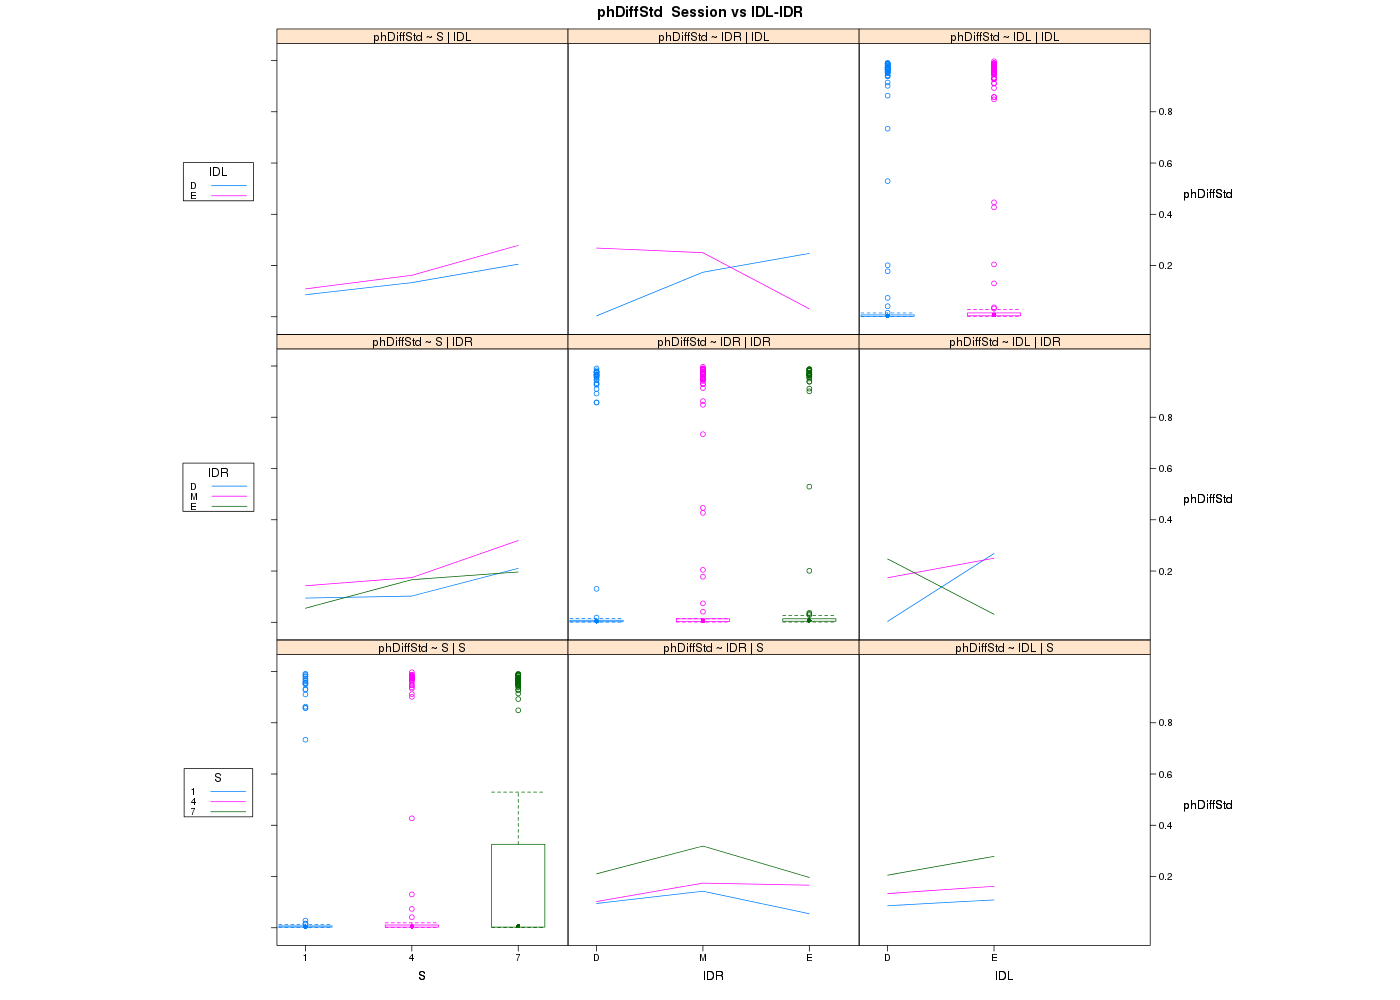 phDiffStd  Session vs IDL-IDR
phDiffStd ~ S | IDL
phDiffStd ~ IDR | IDL
phDiffStd ~ IDL | IDL
IDL
D
E
0.8
0.6
0.4
0.2
phDiffStd
phDiffStd ~ S | IDR
phDiffStd ~ IDR | IDR
phDiffStd ~ IDL | IDR
IDR
D
M
E
0.8
0.6
0.4
0.2
phDiffStd
phDiffStd ~ S | S
phDiffStd ~ IDR | S
phDiffStd ~ IDL | S
S
1
4
7
0.8
0.6
0.4
0.2
phDiffStd
1 4 7 D M E D E
S IDR IDL